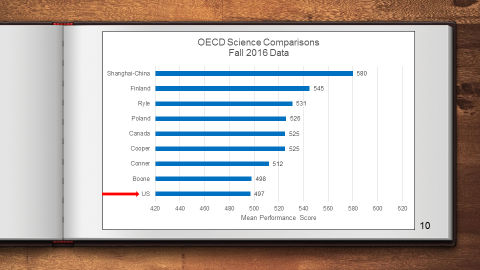 OECD Science Comparisons
Fall 2016 Data
Shanghai-China 580
Finland 545
Ryle 531
Poland 526
Canada 525
Cooper 525
Conner 512
Boone 498
US 497
420 440 460 480 500 520 540 560 580 600 620
Mean Performance Score
10